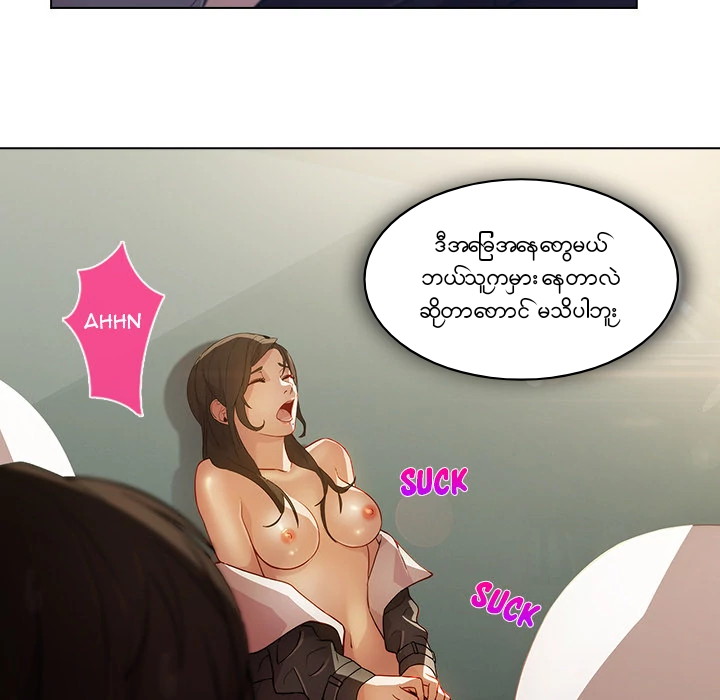 ဒီအခြေအနေတွေမယ်
ဘယ်သူကမှား နေတာလဲ
ဆိုတာတောင် မသိပါဘူး
AHHN
SUCK
SUCK